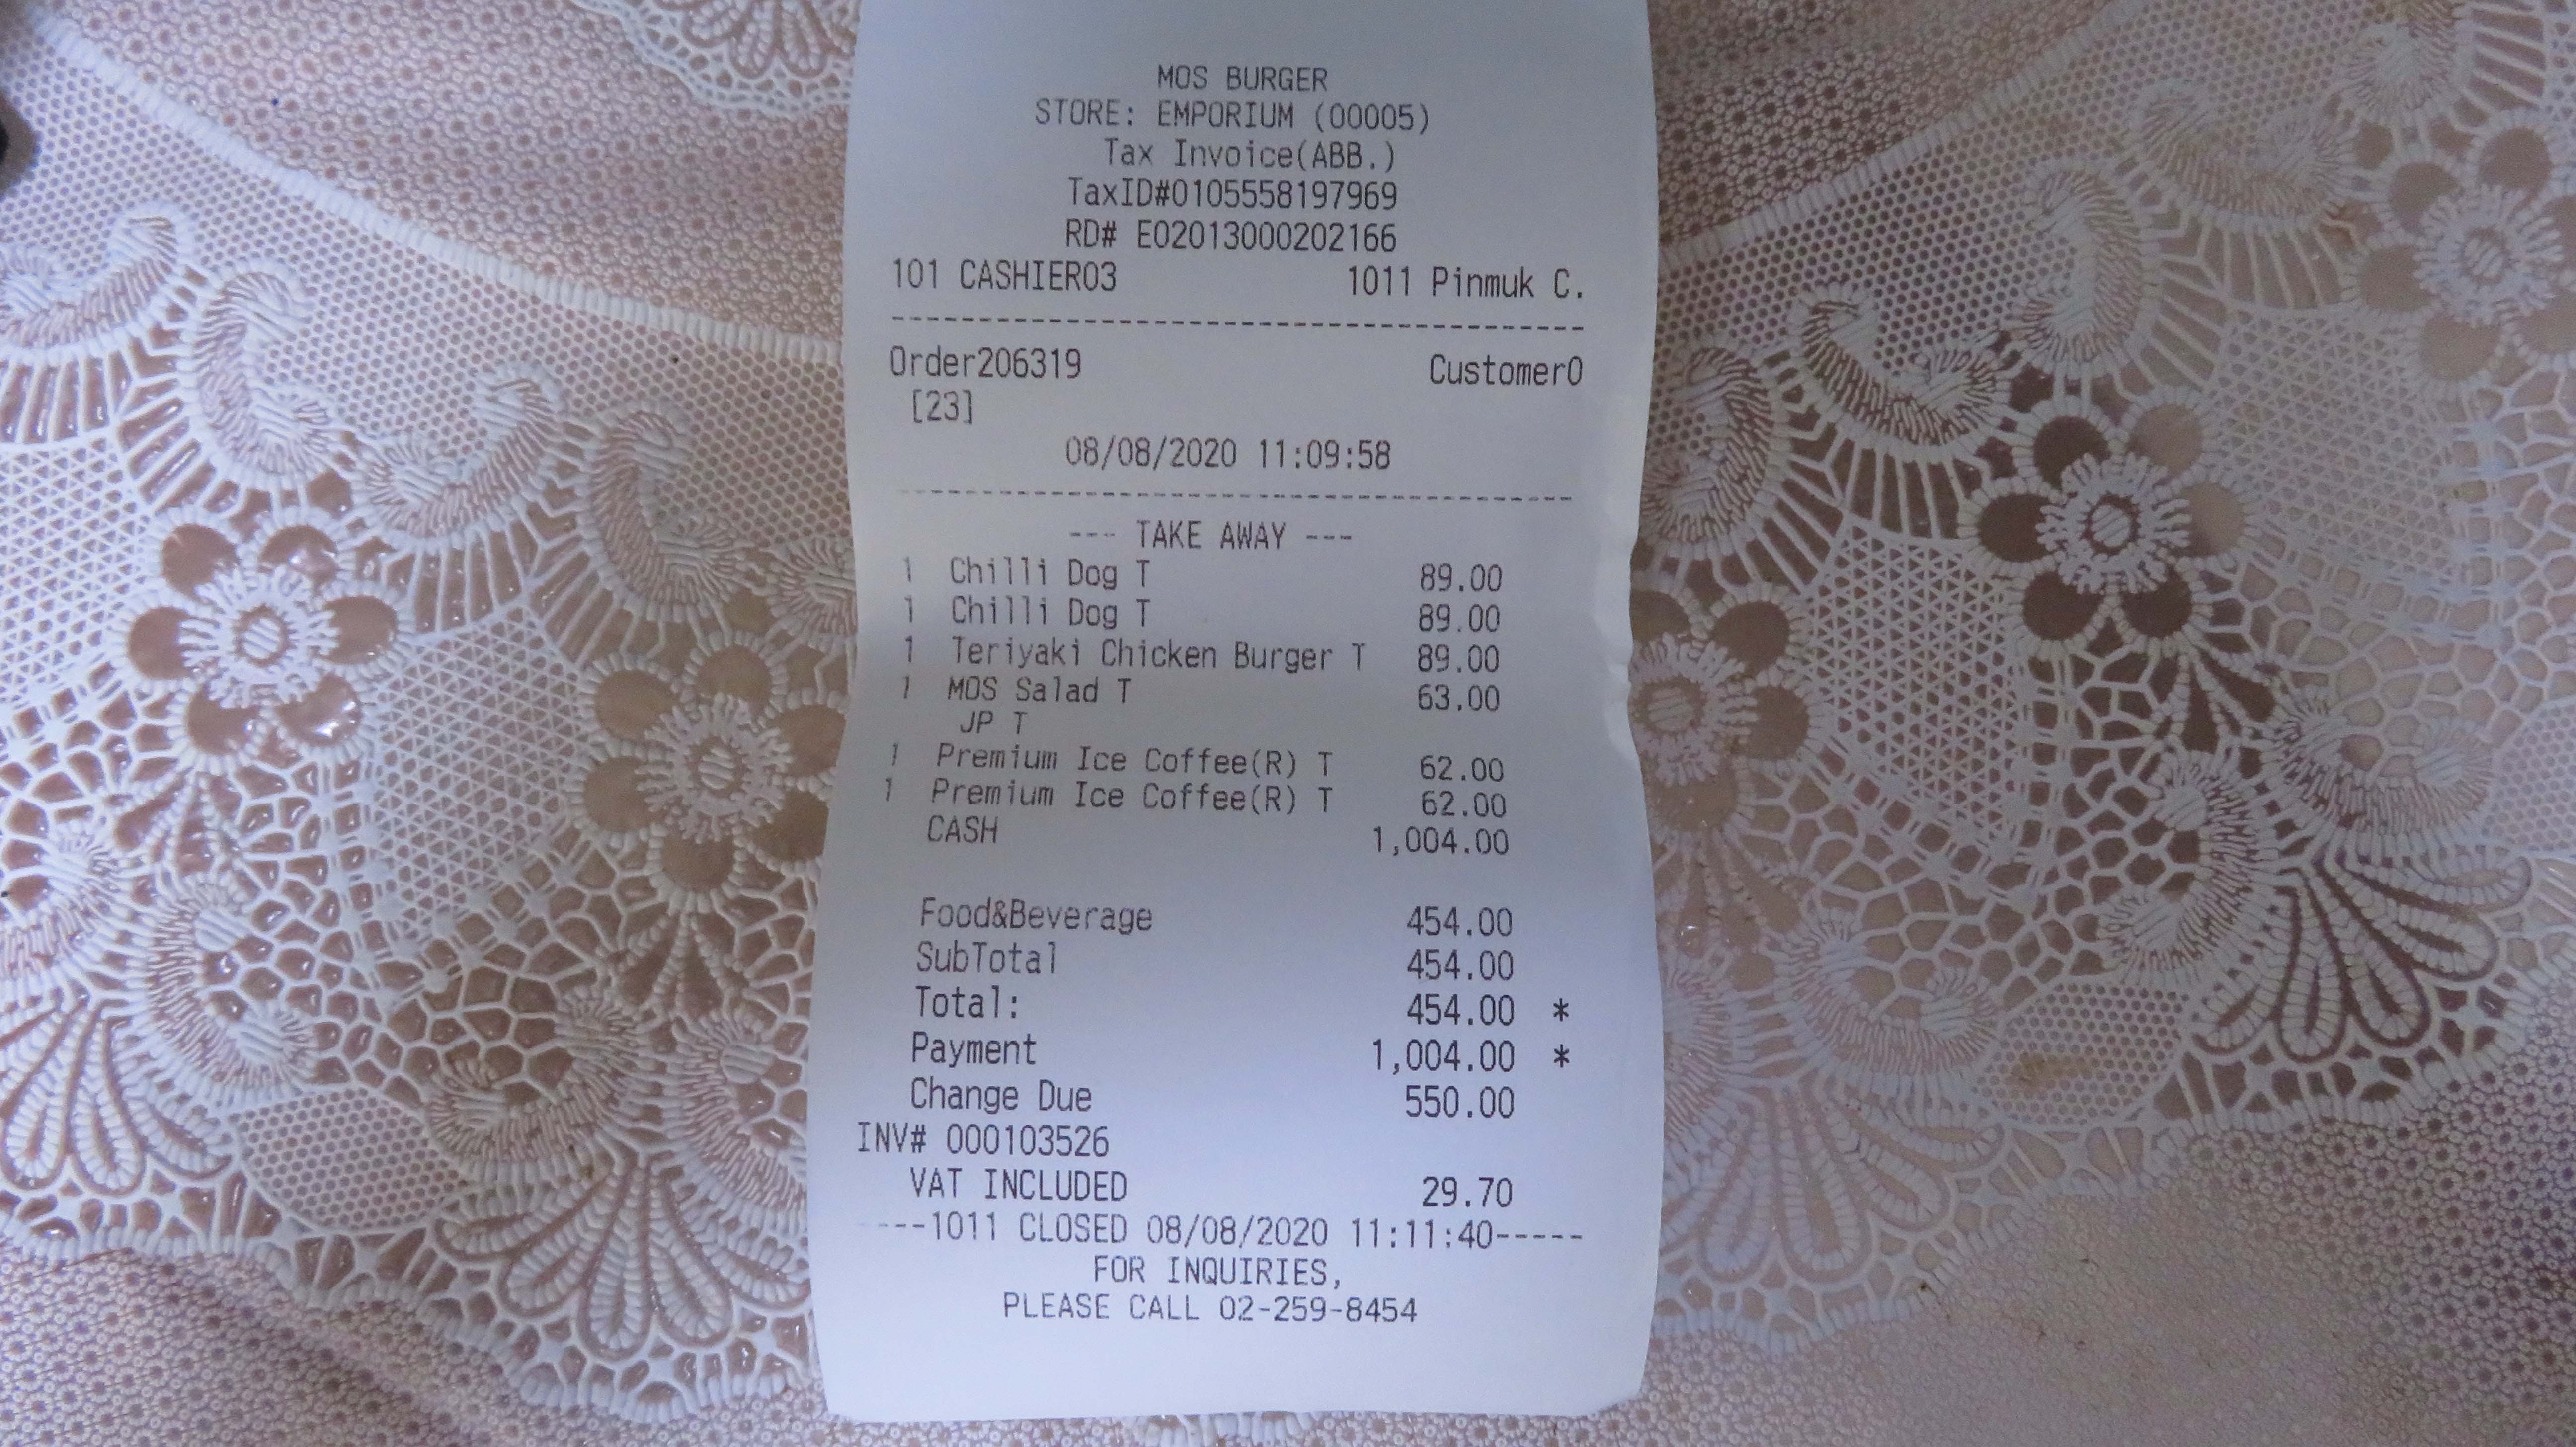 MOS BURGER
STORE: EMPORIUM (00005)
Tax Invoice(ABB.)
TaxID#0105558197969
RD# E02013000202166
101 CASHIER03 1011 Pinmuk C.
Order206319 Customer0
[23]
08/08/2020 11:09:58
--- TAKE AWAY ---
1 Chilli Dog T 89.00
1 Chilli Dog T 89.00
1 Teriyaki Chicken Burger T 89.00
1 MOS Salad T 63.00
JP T
1 Premium Ice Coffee(R) T 62.00
1 Premium Ice Coffee(R) T 62.00
CASH 1,004.00
Food&Beverage 454.00
SubTotal 454.00
Total: 454.00 *
Payment 1,004.00 *
Change Due 550.00
INV# 000103526
VAT INCLUDED 29.70
----1011 CLOSED 08/08/2020 11:11:40-----
FOR INQUIRIES,
PLEASE CALL 02-259-8454